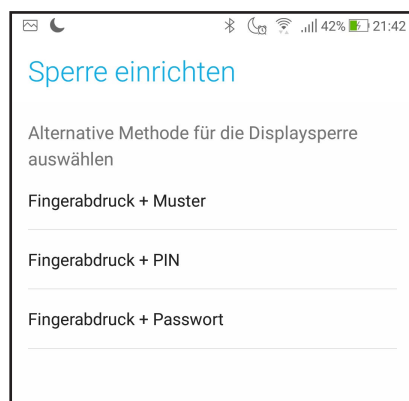 42% 21:42
Sperre einrichten
Alternative Methode für die Displaysperre
auswählen
Fingerabdruck + Muster
Fingerabdruck + PIN
Fingerabdruck + Passwort